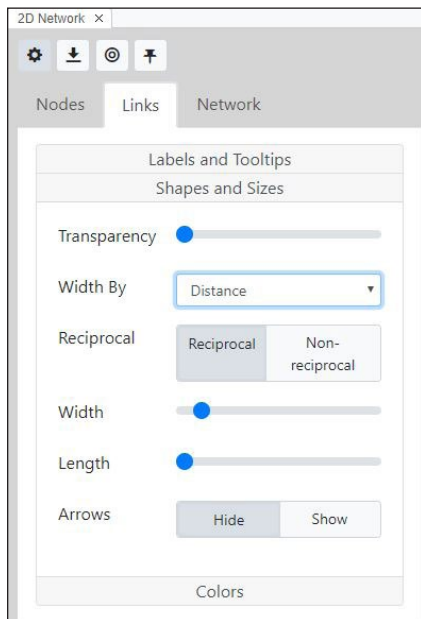 2D Network ×
Nodes Links Network
Labels and Tooltips
Shapes and Sizes
Transparency
Width By Distance
Reciprocal Reciprocal Non-
reciprocal
Width
Length
Arrows Hide Show
Colors